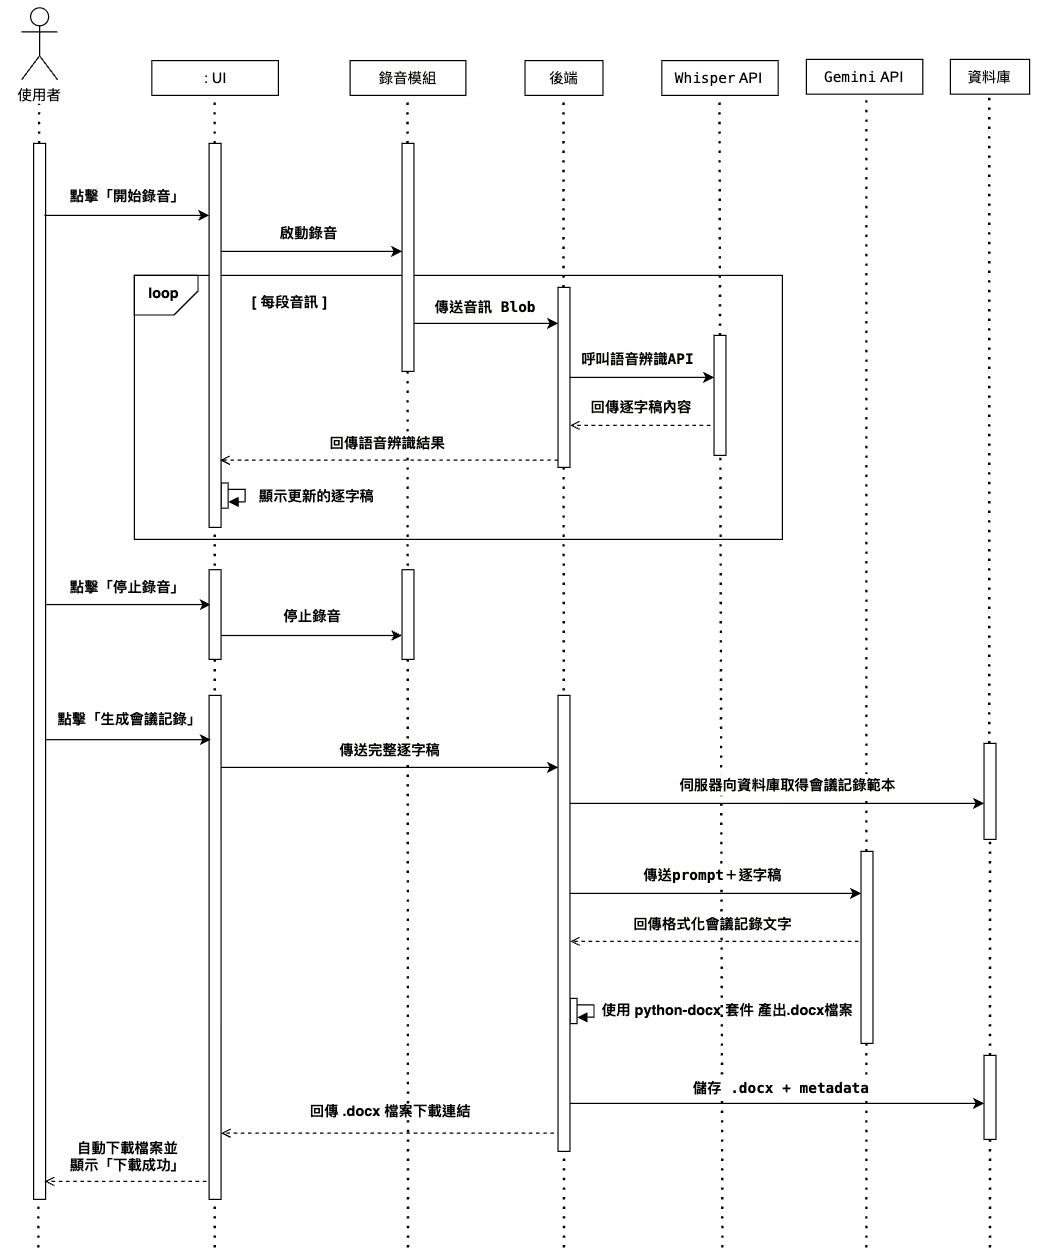 使用者
: UI
錄音模組
後端
Whisper API
Gemini API
資料庫
點擊「開始錄音」
啟動錄音
loop
[ 每段音訊 ]
傳送音訊 Blob
呼叫語音辨識API
回傳逐字稿內容
回傳語音辨識結果
顯示更新的逐字稿
點擊「停止錄音」
停止錄音
點擊「生成會議記錄」
傳送完整逐字稿
伺服器向資料庫取得會議記錄範本
傳送prompt＋逐字稿
回傳格式化會議記錄文字
使用 python-docx 套件 產出.docx檔案
儲存 .docx + metadata
回傳 .docx 檔案下載連結
自動下載檔案並
顯示「下載成功」